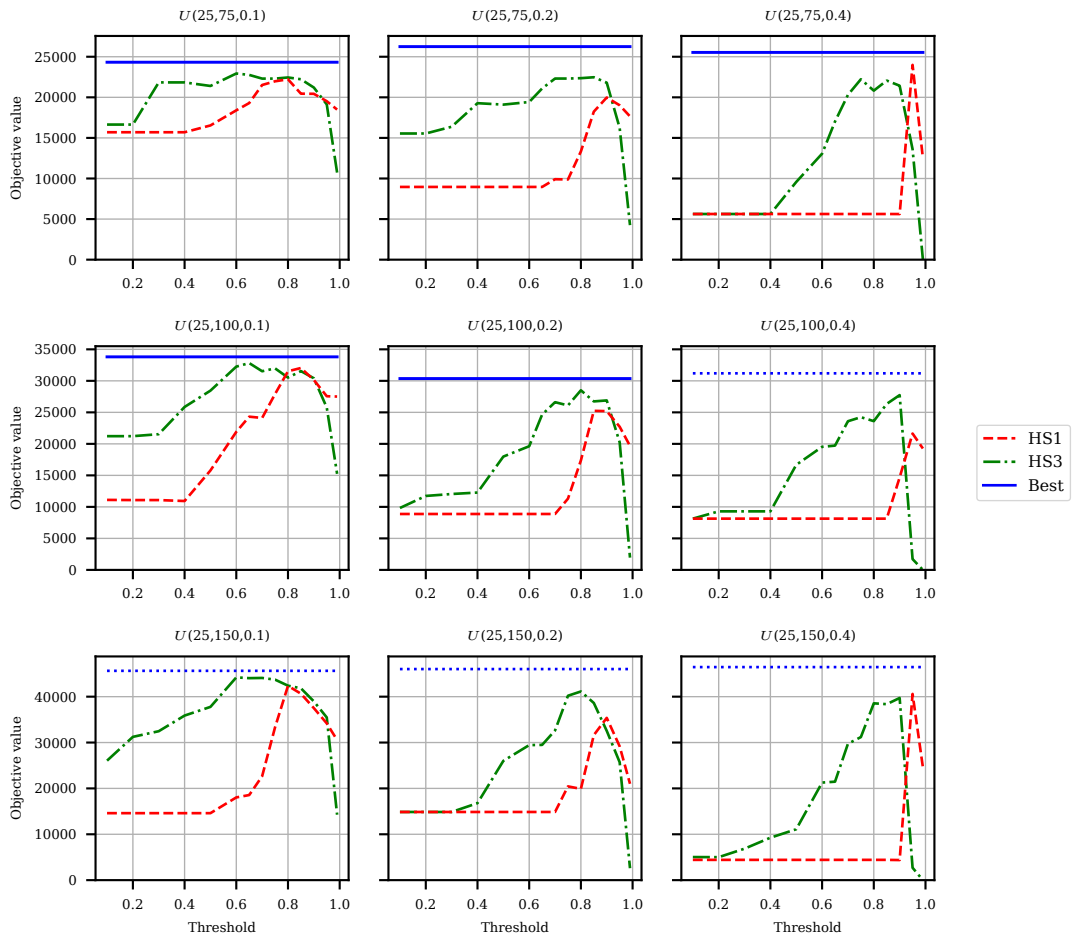 U(25,75,0.1)
U(25,75,0.2)
U(25,75,0.4)
Objective value
25000
20000
15000
10000
5000
0
0.2 0.4 0.6 0.8 1.0
0.2 0.4 0.6 0.8 1.0
0.2 0.4 0.6 0.8 1.0
U(25,100,0.1)
U(25,100,0.2)
U(25,100,0.4)
Objective value
35000
30000
25000
20000
15000
10000
5000
0
0.2 0.4 0.6 0.8 1.0
0.2 0.4 0.6 0.8 1.0
0.2 0.4 0.6 0.8 1.0
HS1
HS3
Best
U(25,150,0.1)
U(25,150,0.2)
U(25,150,0.4)
Objective value
40000
30000
20000
10000
0
0.2 0.4 0.6 0.8 1.0
0.2 0.4 0.6 0.8 1.0
0.2 0.4 0.6 0.8 1.0
Threshold
Threshold
Threshold